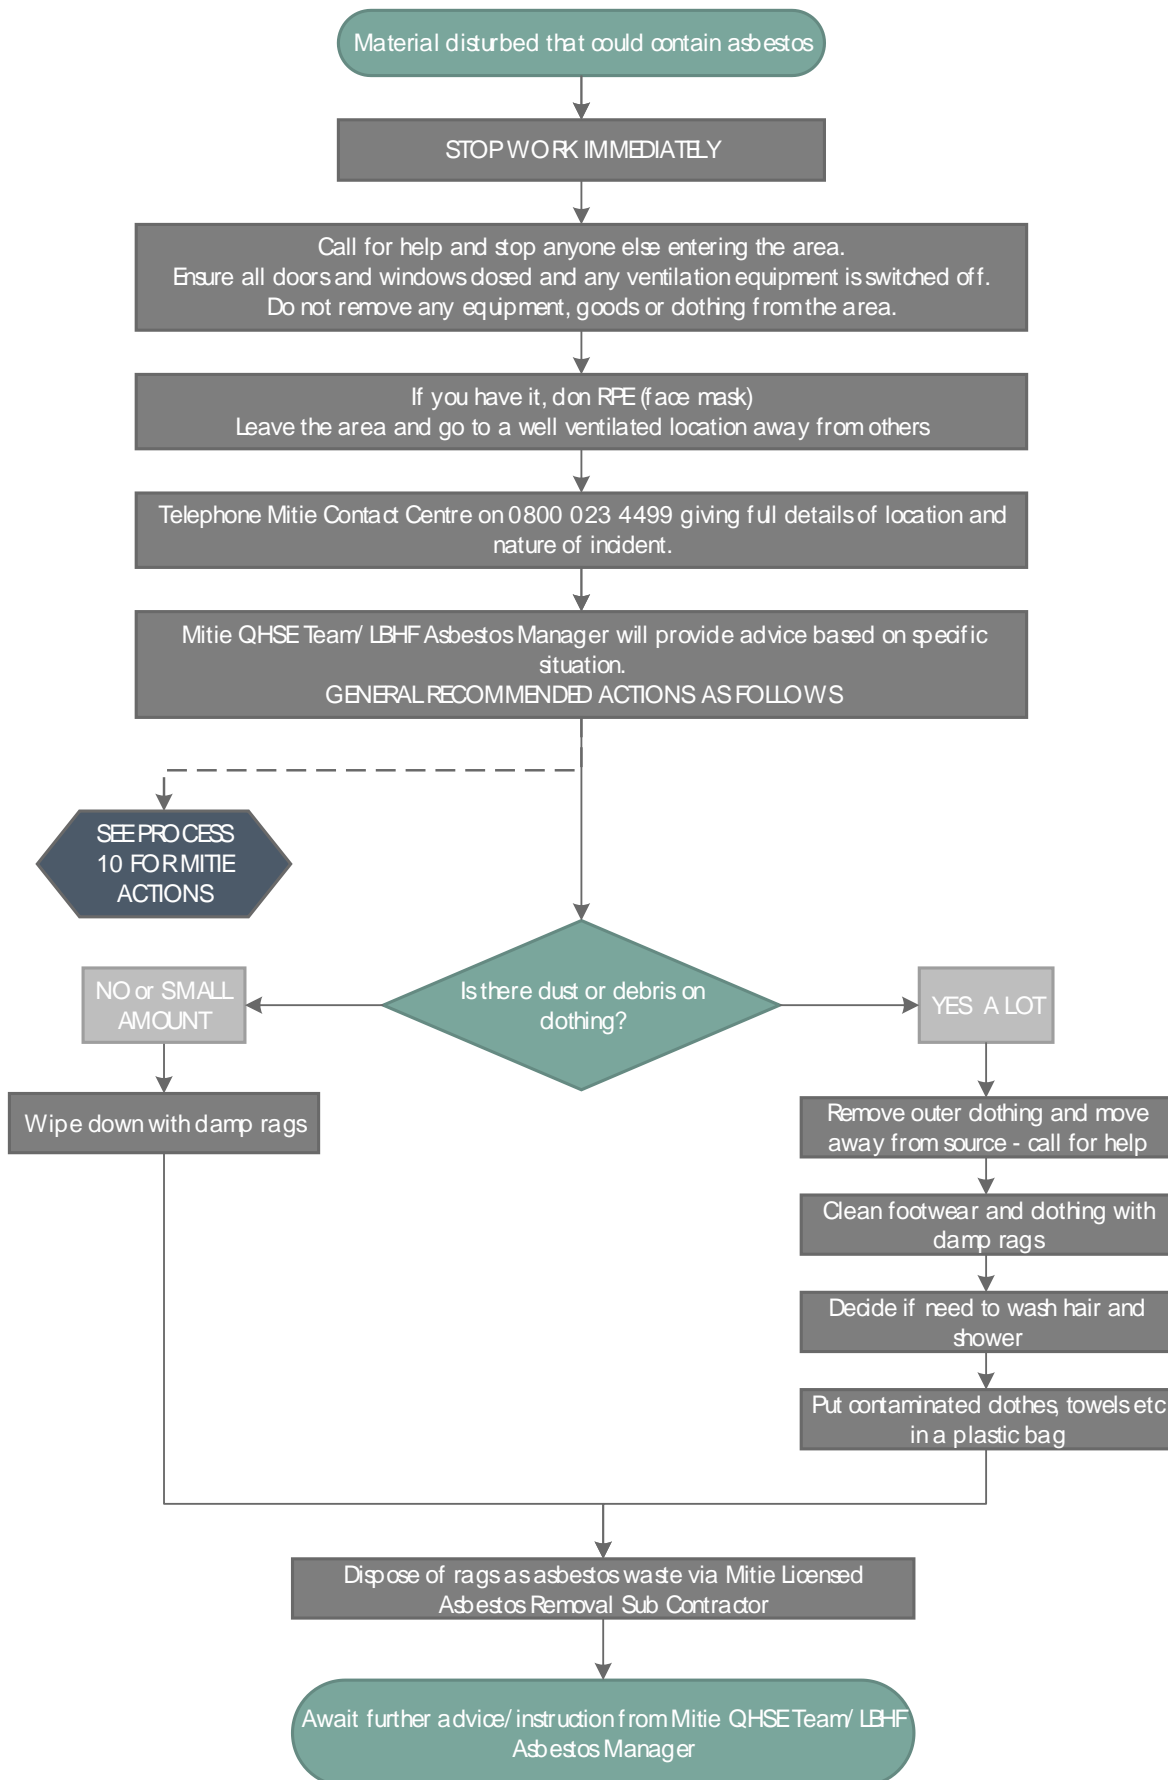 Material disturbed that could contain asbestos
STOP WORK IMMEDIATELY
Call for help and stop anyone else entering the area.
Ensure all doors and windows closed and any ventilation equipment is switched off.
Do not remove any equipment, goods or clothing from the area.
If you have it, don RPE (face mask)
Leave the area and go to a well ventilated location away from others
Telephone Mitie Contact Centre on 0800 023 4499 giving full details of location and
nature of incident.
Mitie QHSE Team/ LBHF Asbestos Manager will provide advice based on specific
situation.
GENERAL RECOMMENDED ACTIONS AS FOLLOWS
SEE PROCESS
10 FOR MITIE
ACTIONS
Is there dust or debris on
clothing?
NO or SMALL
AMOUNT
YES A LOT
Wipe down with damp rags
Remove outer clothing and move
away from source - call for help
Clean footwear and clothing with
damp rags
Decide if need to wash hair and
shower
Put contaminated clothes, towels etc
in a plastic bag
Dispose of rags as asbestos waste via Mitie Licensed
Asbestos Removal Sub Contractor
Await further advice/ instruction from Mitie QHSE Team/ LBHF
Asbestos Manager